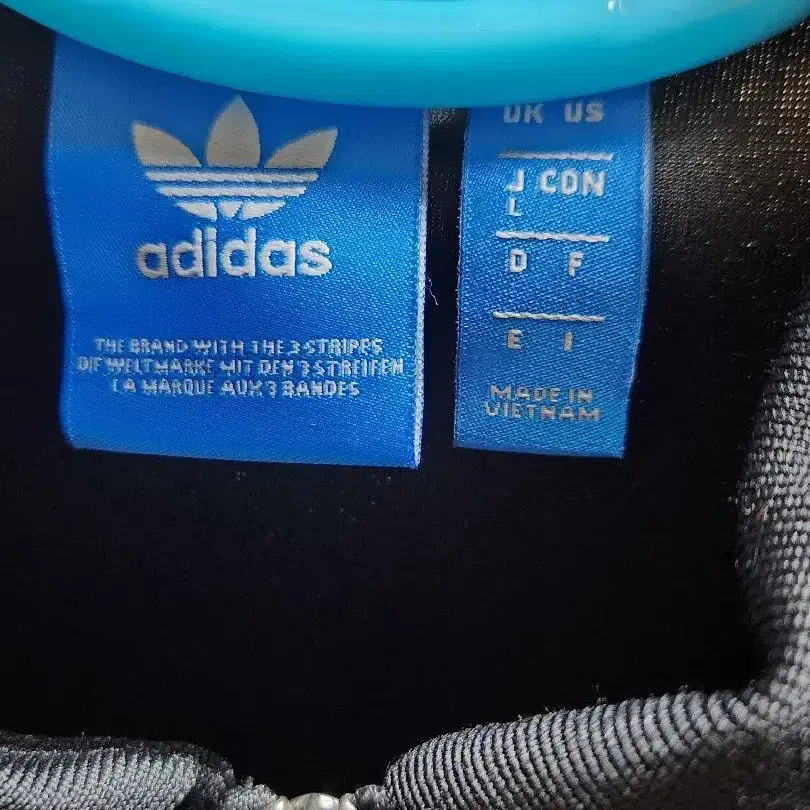 adidas
THE BRAND WITH THE 3 STRIPES
DIE WELTMARKE MIT DEN 3 STREIFEN
LA MARQUE AUX 3 BANDES
UK US
J CDN
L
D F
E I
MADE IN
VIETNAM